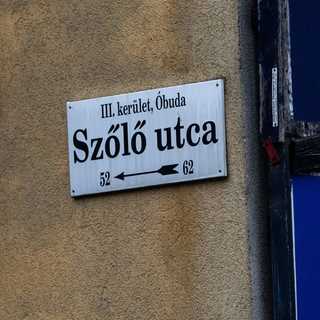 III. kerület, Óbuda
Szőlő utca
52 62